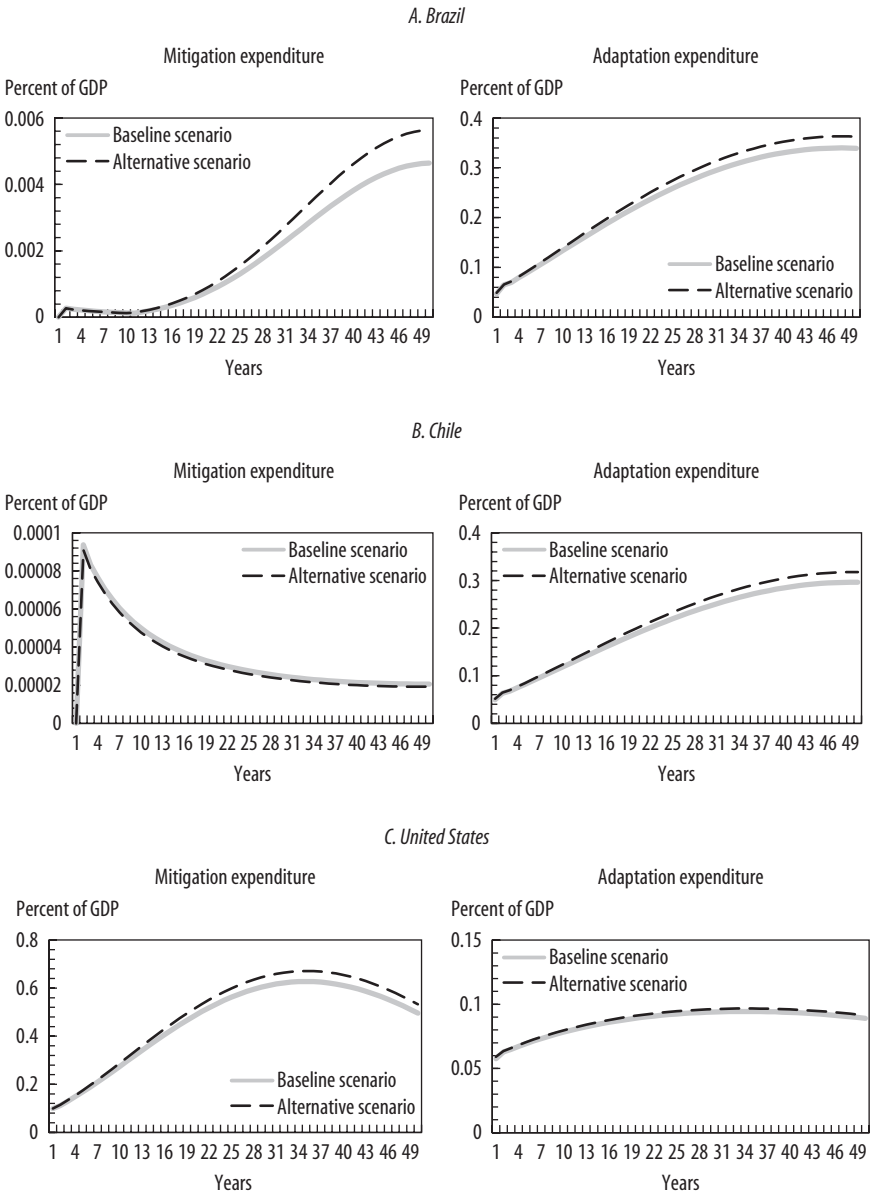 A. Brazil
Mitigation expenditure
Percent of GDP
0.006
0.004
0.002
0
Baseline scenario
Alternative scenario
1 4 7 10 13 16 19 22 25 28 31 34 37 40 43 46 49
Years
Adaptation expenditure
Percent of GDP
0.4
0.3
0.2
0.1
0
Baseline scenario
Alternative scenario
1 4 7 10 13 16 19 22 25 28 31 34 37 40 43 46 49
Years
B. Chile
Mitigation expenditure
Percent of GDP
0.0001
0.00008
0.00006
0.00004
0.00002
0
Baseline scenario
Alternative scenario
1 4 7 10 13 16 19 22 25 28 31 34 37 40 43 46 49
Years
Adaptation expenditure
Percent of GDP
0.4
0.3
0.2
0.1
0
Baseline scenario
Alternative scenario
1 4 7 10 13 16 19 22 25 28 31 34 37 40 43 46 49
Years
C. United States
Mitigation expenditure
Percent of GDP
0.8
0.6
0.4
0.2
0
Baseline scenario
Alternative scenario
1 4 7 10 13 16 19 22 25 28 31 34 37 40 43 46 49
Years
Adaptation expenditure
Percent of GDP
0.15
0.1
0.05
0
Baseline scenario
Alternative scenario
1 4 7 10 13 16 19 22 25 28 31 34 37 40 43 46 49
Years